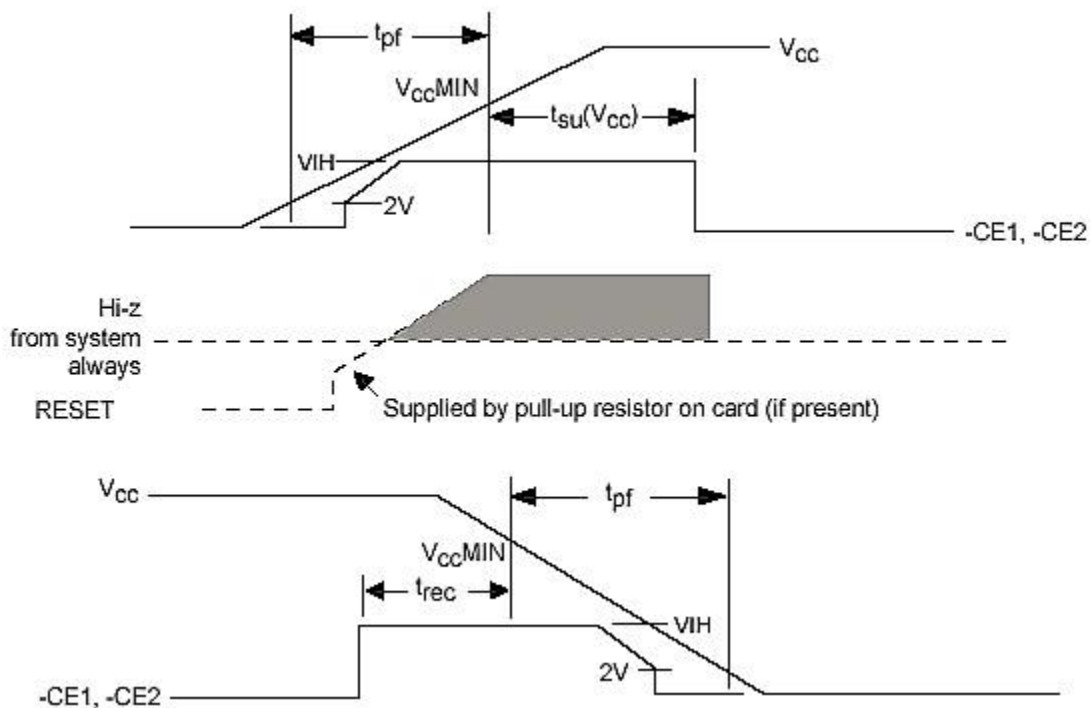 tpf
VCC
VCCMIN
tsu(VCC)
VIH
2V
-CE1, -CE2
Hi-z
from system
always
RESET
Supplied by pull-up resistor on card (if present)
VCC
tpf
VCCMIN
trec
VIH
2V
-CE1, -CE2